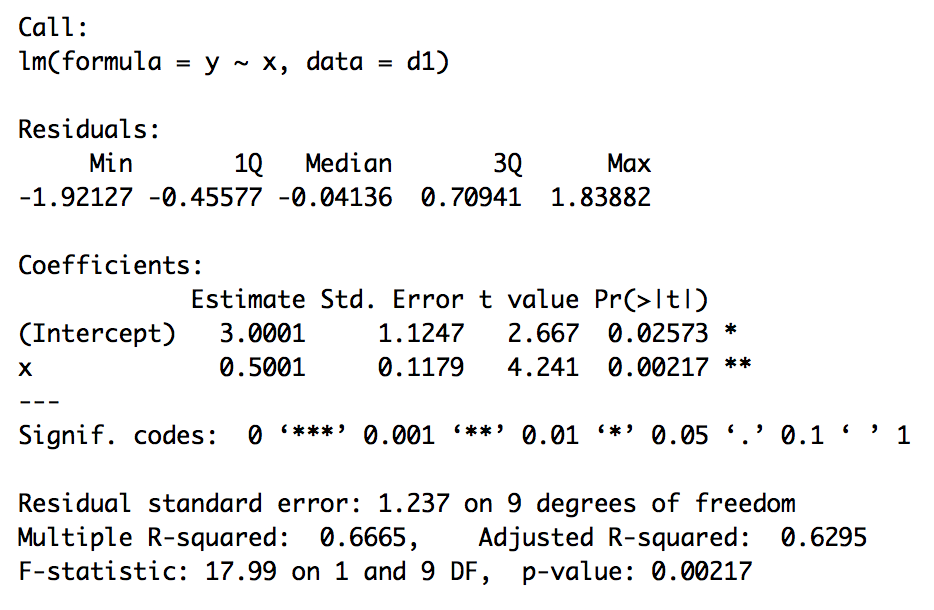 Call:
lm(formula = y ~ x, data = d1)
Residuals:
     Min       1Q   Median       3Q      Max
-1.92127 -0.45577 -0.04136  0.70941  1.83882
Coefficients:
            Estimate Std. Error t value Pr(>|t|)
(Intercept)   3.0001     1.1247   2.667  0.02573 *
x             0.5001     0.1179   4.241  0.00217 **
---
Signif. codes:  0 ‘***’ 0.001 ‘**’ 0.01 ‘*’ 0.05 ‘.’ 0.1 ‘ ’ 1
Residual standard error: 1.237 on 9 degrees of freedom
Multiple R-squared:  0.6665,    Adjusted R-squared:  0.6295
F-statistic: 17.99 on 1 and 9 DF,  p-value: 0.00217